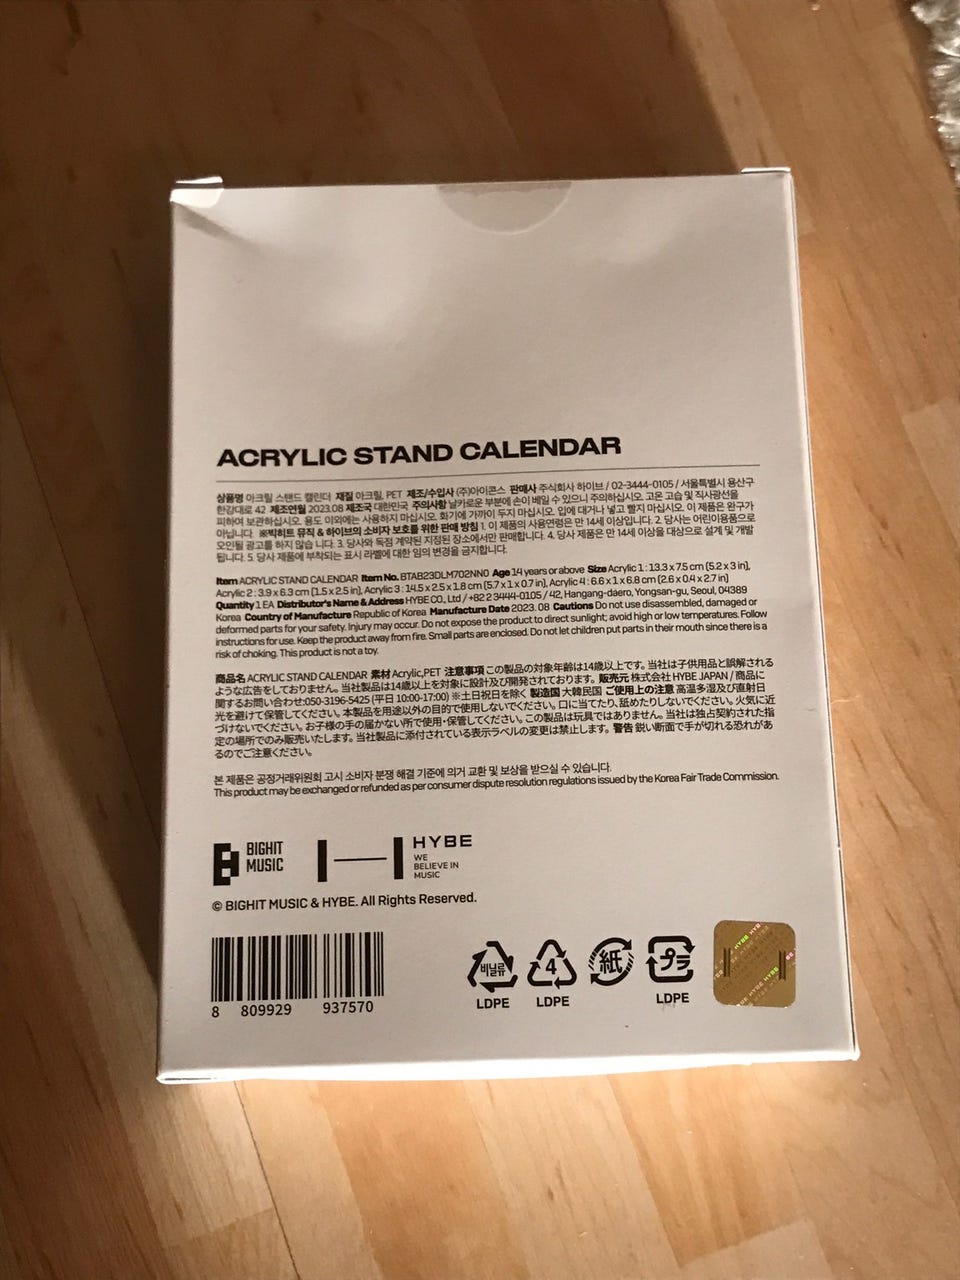 ACRYLIC STAND CALENDAR
상품명 아크릴 스탠드 캘린더 재질 아크릴, PET 제조/수입사 (주)아이콘스 판매사 주식회사 하이브 / 02-3444-0105 / 서울특별시 용산구
한강대로 42 제조연월 2023.08 제조국 대한민국 주의사항 날카로운 부분에 손이 베일 수 있으니 주의하십시오. 고온 고습 및 직사광선을
피하여 보관하십시오. 용도 이외에는 사용하지 마십시오. 화기에 가까이 두지 마십시오. 입에 대거나 넣고 빨지 마십시오. 이 제품은 완구가
아닙니다. ※빅히트 뮤직 & 하이브의 소비자 보호를 위한 판매 방침 1. 이 제품의 사용연령은 만 14세 이상입니다. 2. 당사는 어린이용품으로
오인될 광고를 하지 않습니다. 3. 당사와 독점 계약된 지정된 장소에서만 판매합니다. 4. 당사 제품은 만 14세 이상을 대상으로 설계 및 개발
됩니다. 5. 당사 제품에 부착되는 표시 라벨에 대한 임의 변경을 금지합니다.
Item ACRYLIC STAND CALENDAR Item No. BTAB23DLM702NN0 Age 14 years or above Size Acrylic 1 : 13.3 x 7.5 cm (5.2 x 3 in),
Acrylic 2 : 3.9 x 6.3 cm (1.5 x 2.5 in), Acrylic 3 : 14.5 x 2.5 x 1.8 cm (5.7 x 1 x 0.7 in), Acrylic 4 : 6.6 x 1 x 6.8 cm (2.6 x 0.4 x 2.7 in)
Quantity 1 EA Distributor's Name & Address HYBE CO., Ltd / +82 2 3444-0105 / 42, Hangang-daero, Yongsan-gu, Seoul, 04389
Korea Country of Manufacture Republic of Korea Manufacture Date 2023. 08 Cautions Do not use disassembled, damaged or
deformed parts for your safety. Injury may occur. Do not expose the product to direct sunlight; avoid high or low temperatures. Follow
instructions for use. Keep the product away from fire. Small parts are enclosed. Do not let children put parts in their mouth since there is a
risk of choking. This product is not a toy.
商品名 ACRYLIC STAND CALENDAR 素材 Acrylic,PET 注意事項 この製品の対象年齢は14歳以上です。当社は子供用品と誤解される
ような広告をしておりません。当社製品は14歳以上を対象に設計及び開発されております。販売元 株式会社 HYBE JAPAN / 商品に
関するお問い合わせ:050-3196-5425 (平日 10:00-17:00) ※土日祝日を除く 製造国 大韓民国 ご使用上の注意 高温多湿及び直射日
光を避けて保管してください。本製品を用途以外の目的で使用しないでください。口に当てたり、舐めたりしないでください。火気に近
づけないでください。お子様の手の届かない所で使用・保管してください。この製品は玩具ではありません。当社は独占契約された指
定の場所でのみ販売いたします。当社製品に添付されている表示ラベルの変更は禁止します。警告 鋭い断面で手が切れる恐れがあ
るのでご注意ください。
본 제품은 공정거래위원회 고시 소비자 분쟁 해결 기준에 의거 교환 및 보상을 받으실 수 있습니다.
This product may be exchanged or refunded as per consumer dispute resolution regulations issued by the Korea Fair Trade Commission.
BIGHIT
MUSIC
HYBE
WE
BELIEVE IN
MUSIC
© BIGHIT MUSIC & HYBE. All Rights Reserved.
8 809929 937570
비닐류
LDPE
4
LDPE
紙
プラ
LDPE
HYBE HYBE